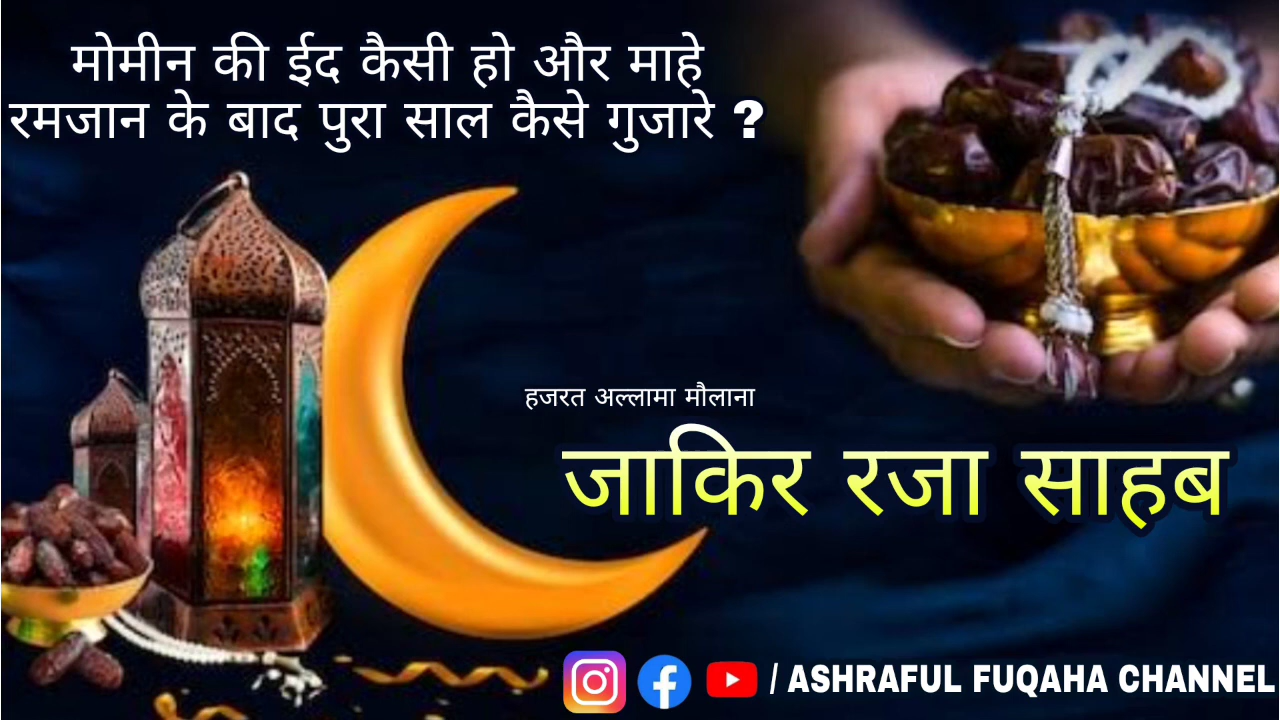 मोमीन की ईद कैसी हो और माहे
रमजान के बाद पुरा साल कैसे गुजारे ?
हजरत अल्लामा मौलाना
जाकिर रजा साहब
/ ASHRAFUL FUQAHA CHANNEL